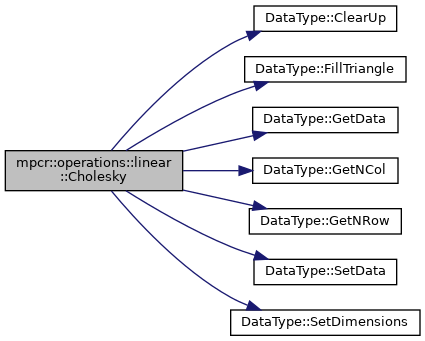 mpcr::operations::linear
::Cholesky
DataType::ClearUp
DataType::FillTriangle
DataType::GetData
DataType::GetNCol
DataType::GetNRow
DataType::SetData
DataType::SetDimensions